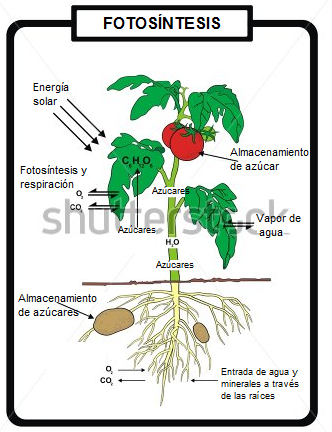 FOTOSÍNTESIS
Energía
solar
C6H12O6
Almacenamiento
de azúcar
Fotosíntesis y
respiración
O2
CO2
Azúcares
Azúcares
Vapor de
agua
shutterstock
H2O
Azúcares
Almacenamiento
de azúcares
O2
CO2
Entrada de agua y
minerales a través
de las raíces